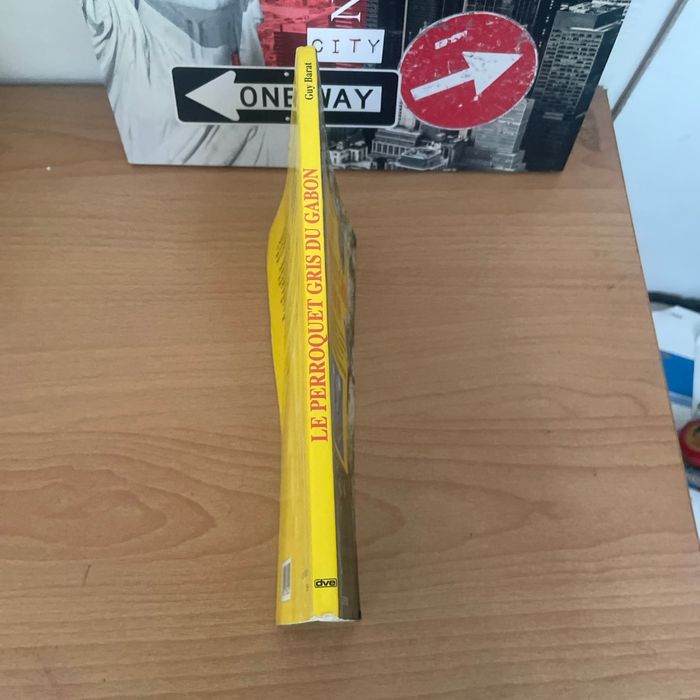 CITY
ONE WAY
Guy Barat
LE PERROQUET GRIS DU GABON
dve